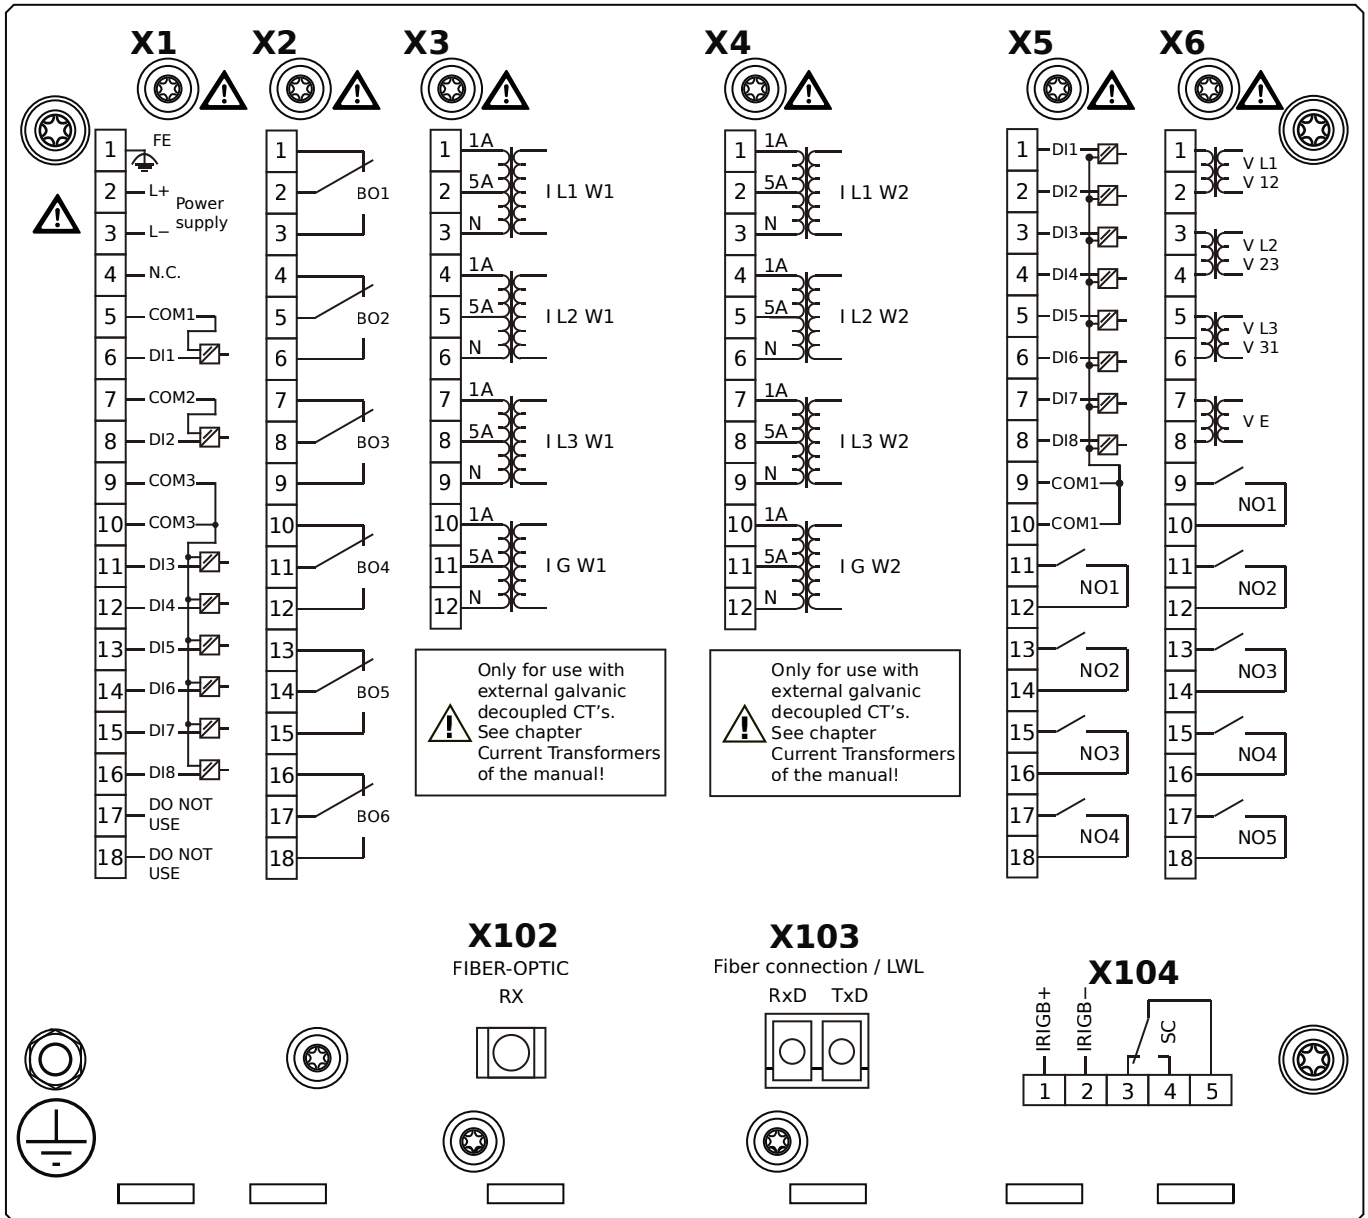 X1
X2
X3
X4
X5
X6
1
FE
2
L+
Power
supply
3
L−
4
N.C.
5
COM1
6
DI1
7
COM2
8
DI2
9
COM3
10
COM3
11
DI3
12
DI4
13
DI5
14
DI6
15
DI7
16
DI8
17
DO NOT
USE
18
DO NOT
USE
1
2
BO1
3
4
5
BO2
6
7
8
BO3
9
10
11
BO4
12
13
14
BO5
15
16
17
BO6
18
1
1A
2
5A
I L1 W1
3
N
4
1A
5
5A
I L2 W1
6
N
7
1A
8
5A
I L3 W1
9
N
10
1A
11
5A
I G W1
12
N
Only for use with
external galvanic
decoupled CT's.
See chapter
Current Transformers
of the manual!
1
1A
2
5A
I L1 W2
3
N
4
1A
5
5A
I L2 W2
6
N
7
1A
8
5A
I L3 W2
9
N
10
1A
11
5A
I G W2
12
N
Only for use with
external galvanic
decoupled CT's.
See chapter
Current Transformers
of the manual!
1
DI1
2
DI2
3
DI3
4
DI4
5
DI5
6
DI6
7
DI7
8
DI8
9
COM1
10
COM1
11
NO1
12
13
NO2
14
15
NO3
16
17
NO4
18
1
V L1
V 12
2
3
V L2
V 23
4
5
V L3
V 31
6
7
V E
8
9
NO1
10
11
NO2
12
13
NO3
14
15
NO4
16
17
NO5
18
X102
FIBER-OPTIC
RX
X103
Fiber connection / LWL
RxD TxD
X104
IRIGB+
IRIGB−
SC
1 2 3 4 5